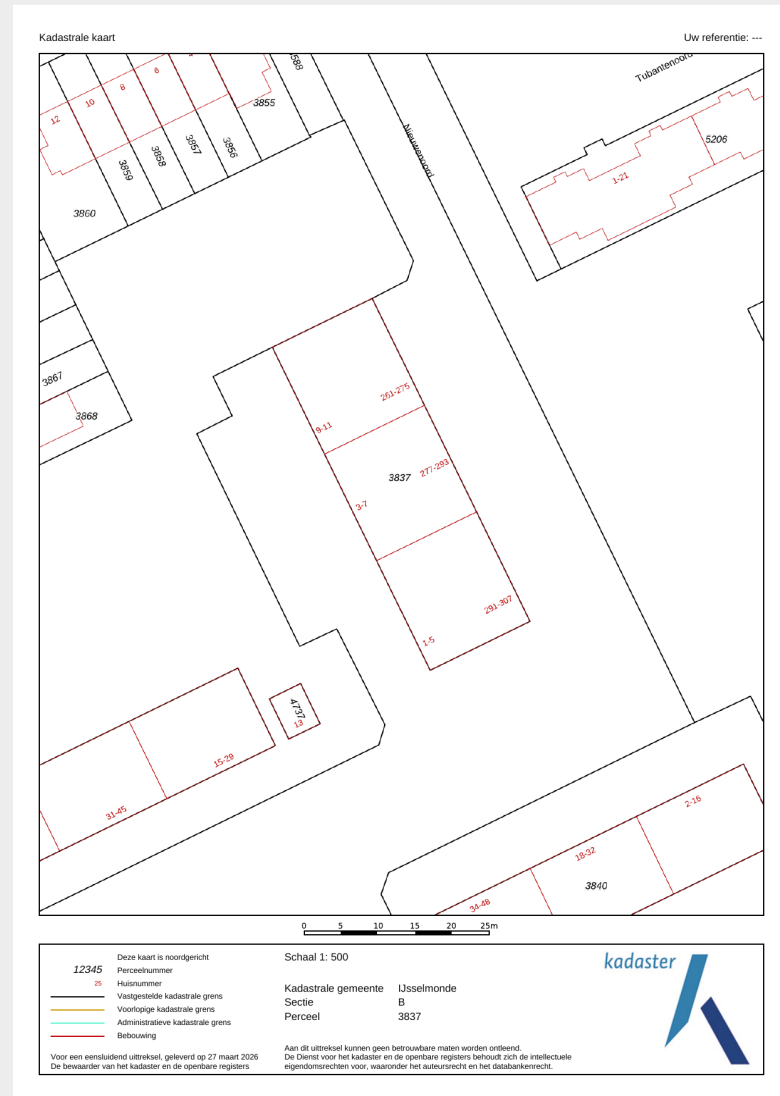 Kadastrale kaart
Uw referentie: ---
Tubantenoord
Nieuwenoord
588
3855
12
10
8
6
3856
3857
3858
3859
3860
5206
1-21
3867
3868
261-275
9-11
3837
277-293
3-7
291-307
1-5
4737
13
15-29
31-45
2-16
18-32
3840
34-48
0 5 10 15 20 25m
Deze kaart is noordgericht
12345 Perceelnummer
25 Huisnummer
Vastgestelde kadastrale grens
Voorlopige kadastrale grens
Administratieve kadastrale grens
Bebouwing
Voor een eensluidend uittreksel, geleverd op 27 maart 2026
De bewaarder van het kadaster en de openbare registers
Schaal 1: 500
Kadastrale gemeente IJsselmonde
Sectie B
Perceel 3837
Aan dit uittreksel kunnen geen betrouwbare maten worden ontleend.
De Dienst voor het kadaster en de openbare registers behoudt zich de intellectuele
eigendomsrechten voor, waaronder het auteursrecht en het databankenrecht.
kadaster